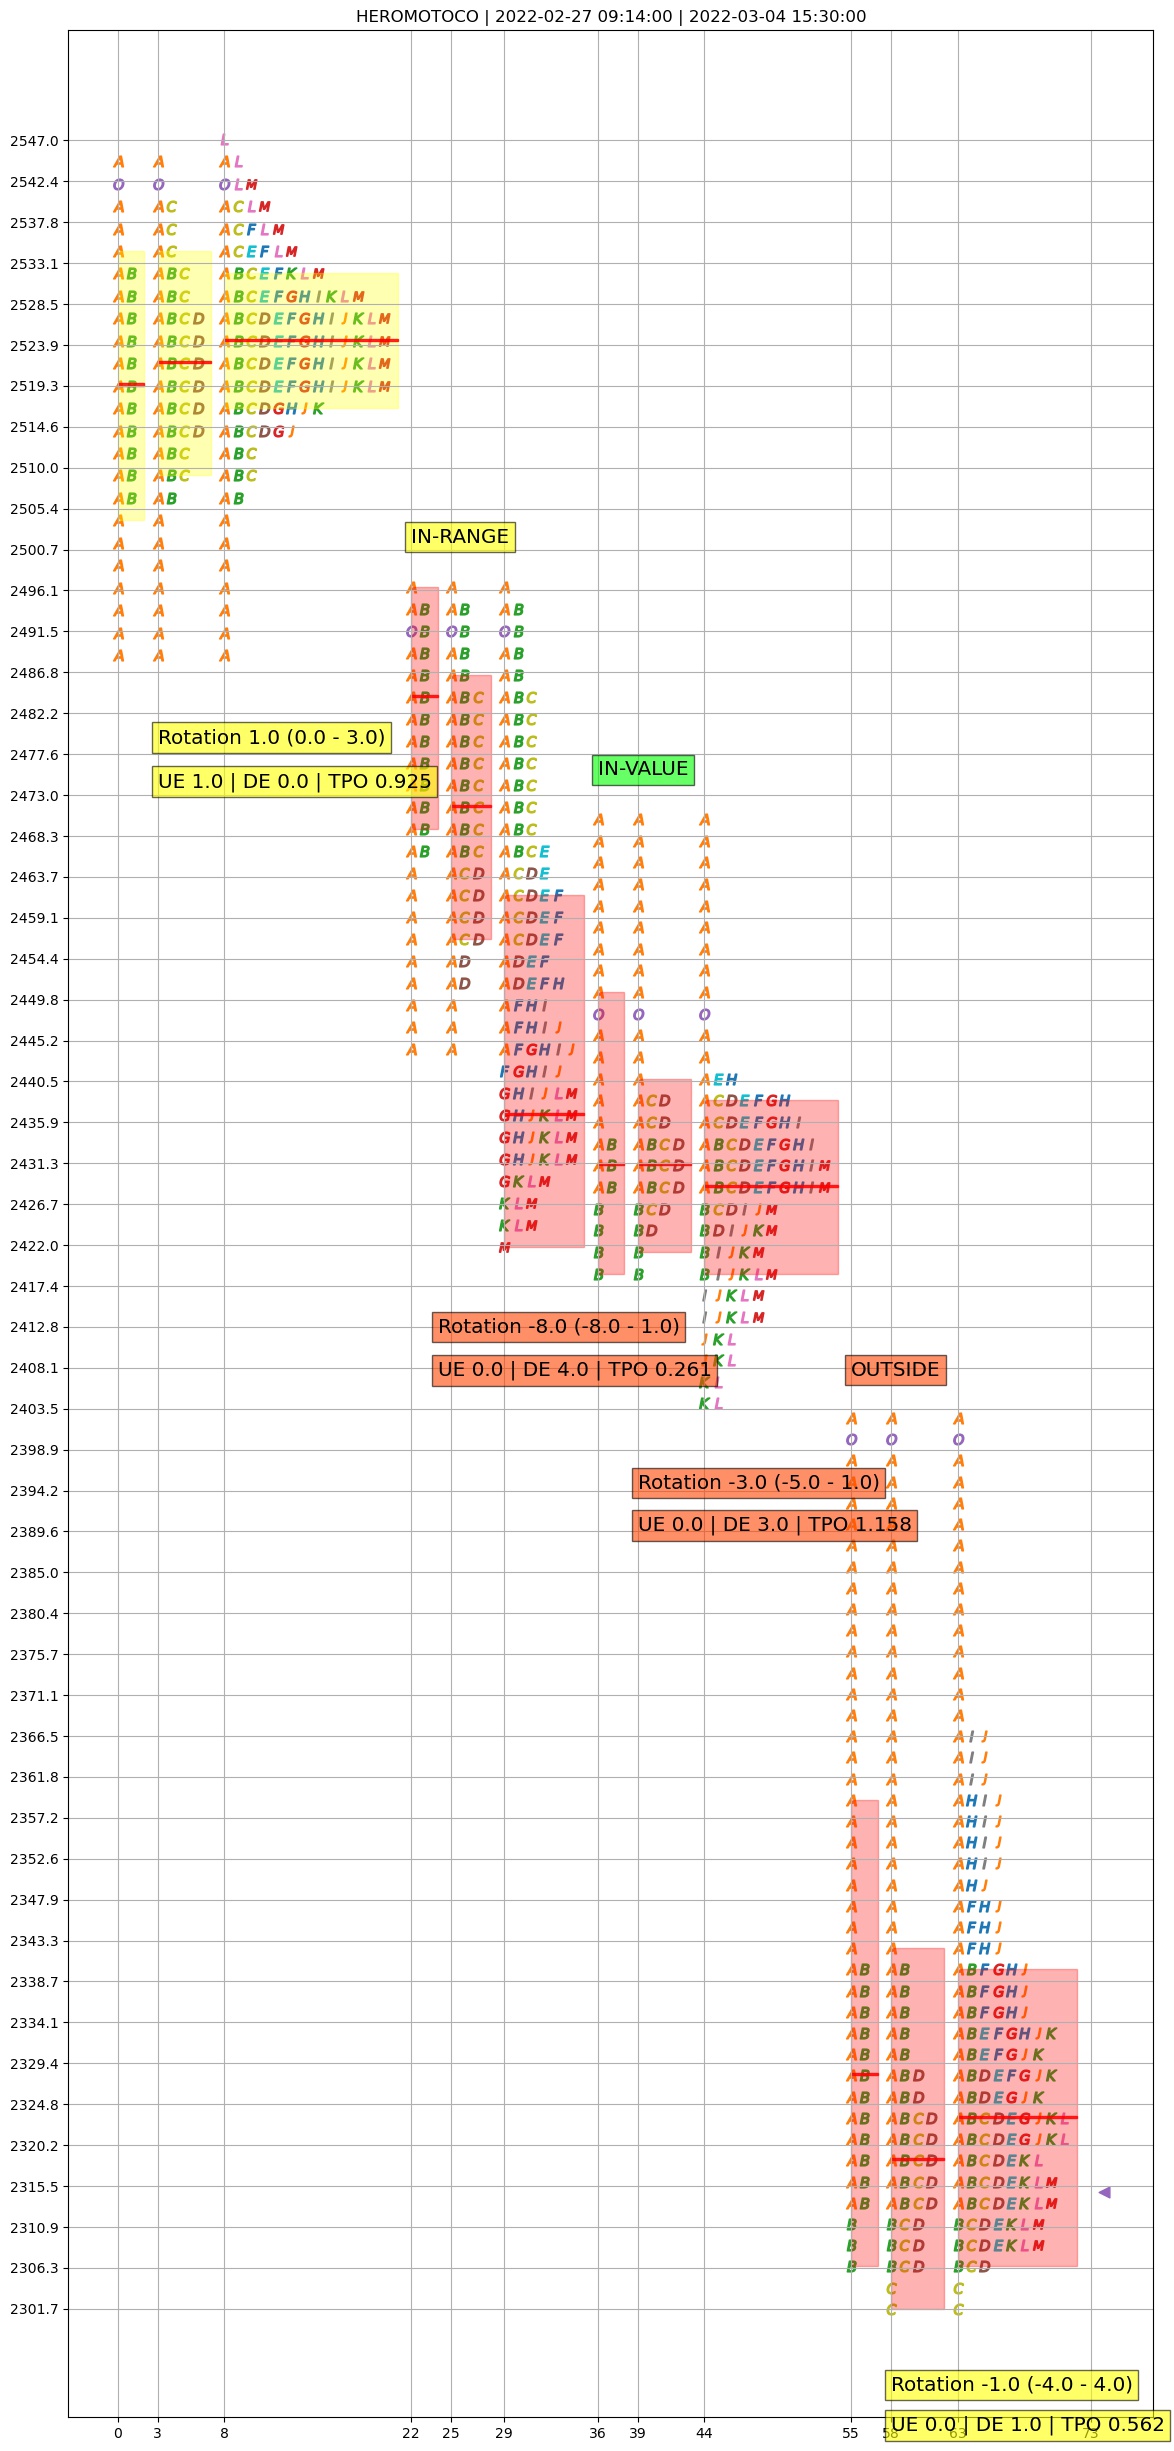 HEROMOTOCO | 2022-02-27 09:14:00 | 2022-03-04 15:30:00
2547.0 L
A A A L
2542.4 O O O L M
A A C A C L M
2537.8 A A C A C F L M
A A C A C E F L M
2533.1
A B A B C A B C E F K L M
2528.5 A B A B C A B C E F G H I K L M
A B A B C D A B C D E F G H I J K L M
2523.9 A B A B C D A B C D E F G H I J K L M
A B A B C D A B C D E F G H I J K L M
2519.3 A B A B C D A B C D E F G H I J K L M
A B A B C D A B C D G H J K
2514.6 A B A B C D A B C D G J
A B A B C A B C
2510.0 A B A B C A B C
A B A B A B
2505.4
A A A
IN-RANGE
A A A
2500.7
A A A
2496.1 A A A A A A
A A A A B A B A B
2491.5 A A A O B O B O B
A A A A B A B A B
2486.8 A B A B A B
2482.2 A B A B C A B C
A B A B C A B C
Rotation 1.0 (0.0 - 3.0) A B A B C A B C
2477.6
IN-VALUE
A B A B C A B C
UE 1.0 | DE 0.0 | TPO 0.925 A B A B C A B C
2473.0
A B A B C A B C
A A A
2468.3 A B A B C A B C
A A A
A B A B C A B C E
A A A
2463.7 A A C D A C D E
A A A
A A C D A C D E F
A A A
2459.1 A A C D A C D E F
A A A
A A C D A C D E F
A A A
2454.4 A A D A D E F
A A A
A A D A D E F H
A A A
2449.8 A A A F H I
O O O
A A A F H I J
2445.2 A A A
A A A F G H I J
A A A
F G H I J
2440.5 A A A E H
G H I J L M
A A C D A C D E F G H
2435.9 G H J K L M
A A C D A C D E F G H I
G H J K L M
A B A B C D A B C D E F G H I
2431.3 G H J K L M
A B A B C D A B C D E F G H I M
G K L M
A B A B C D A B C D E F G H I M
2426.7 K L M
B B C D B C D I J M
K L M
B B D B D I J K M
2422.0 M
B B B I J K M
B B B I J K L M
2417.4
I J K L M
I J K L M
2412.8 Rotation -8.0 (-8.0 - 1.0)
J K L
K L
2408.1 UE 0.0 | DE 4.0 | TPO 0.261 OUTSIDE
K L
2403.5 K L
A A A
O O O
2398.9
A A A
Rotation -3.0 (-5.0 - 1.0) A A A
2394.2
A A A
2389.6 UE 0.0 | DE 3.0 | TPO 1.158 A A A
A A A
2385.0 A A A
A A A
2380.4 A A A
A A A
2375.7 A A A
A A A
2371.1 A A A
A A A
2366.5 A A A I J
A A A I J
2361.8 A A A I J
A A A H I J
2357.2 A A A H I J
A A A H I J
2352.6 A A A H I J
A A A H J
2347.9 A A A F H J
A A A F H J
2343.3 A A A F H J
A B A B A B F G H J
2338.7 A B A B A B F G H J
A B A B A B F G H J
2334.1 A B A B A B E F G H J K
A B A B A B E F G J K
2329.4 A B A B D A B D E F G J K
A B A B D A B D E G J K
2324.8
A B A B C D A B C D E G J K L
2320.2 A B A B C D A B C D E G J K L
A B A B C D A B C D E K L
2315.5 A B A B C D A B C D E K L M
A B A B C D A B C D E K L M
2310.9 B B C D B C D E K L M
B B C D B C D E K L M
2306.3 B B C D B C D
C C
2301.7 C C
Rotation -1.0 (-4.0 - 4.0)
UE 0.0 | DE 1.0 | TPO 0.562
0 3 8 22 25 29 36 39 44 55 58 63 73